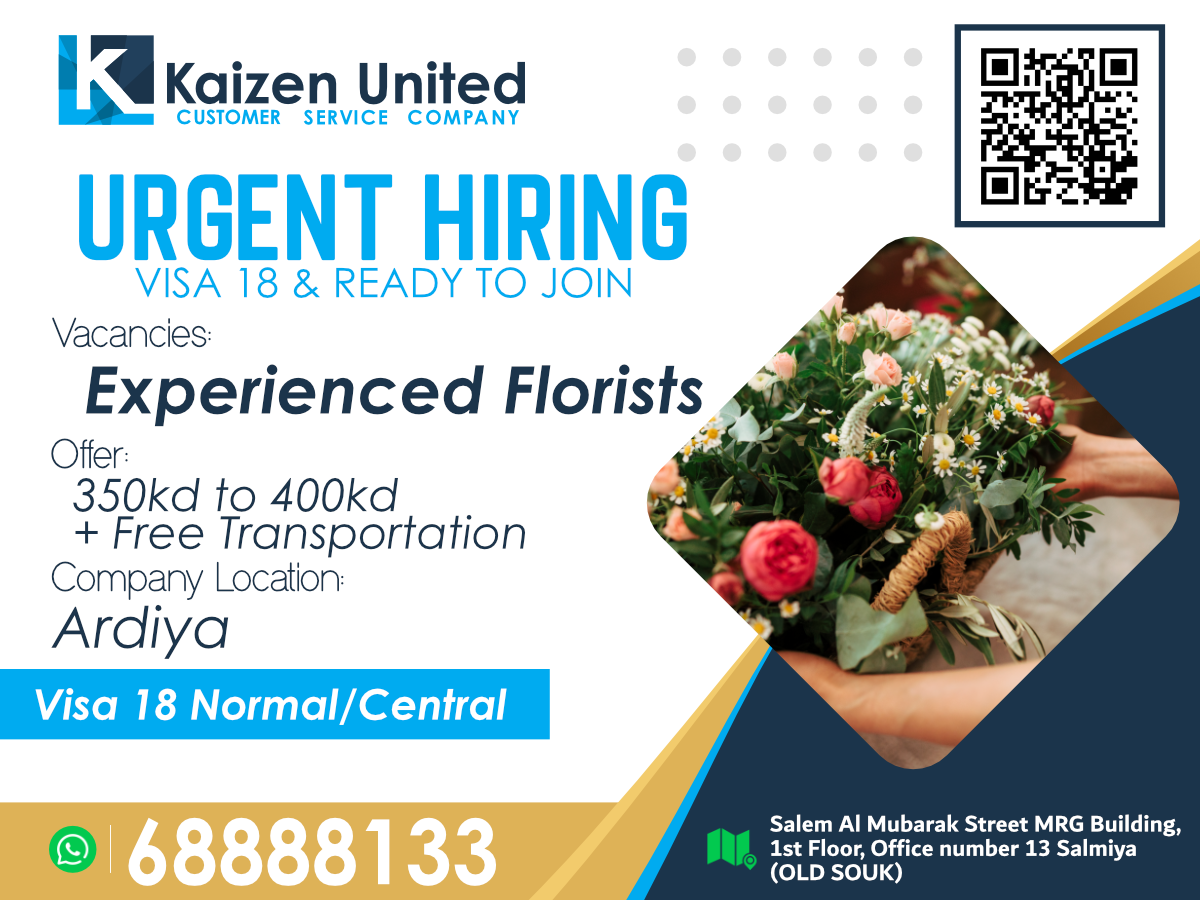 Kaizen United
CUSTOMER SERVICE COMPANY
URGENT HIRING
VISA 18 & READY TO JOIN
Vacancies:
Experienced Florists
Offer:
350kd to 400kd
+ Free Transportation
Company Location:
Ardiya
Visa 18 Normal/Central
68888133
Salem Al Mubarak Street MRG Building,
1st Floor, Office number 13 Salmiya
(OLD SOUK)